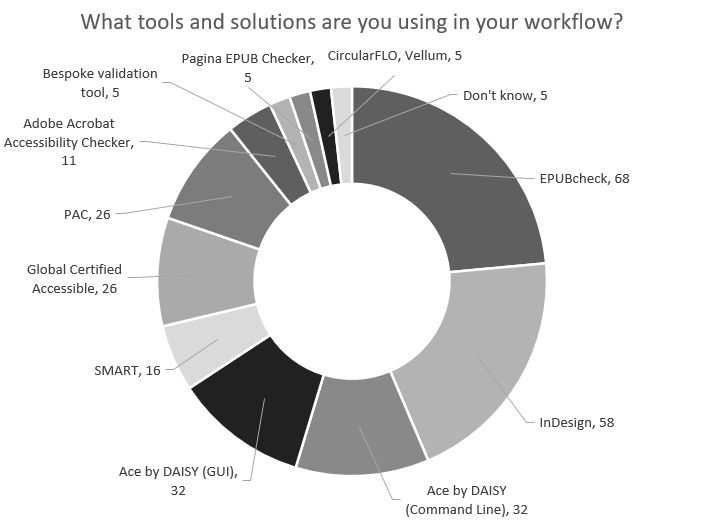 What tools and solutions are you using in your workflow?
EPUBcheck, 68
InDesign, 58
Ace by DAISY
(Command Line), 32
Ace by DAISY (GUI),
32
SMART, 16
Global Certified
Accessible, 26
PAC, 26
Adobe Acrobat
Accessibility Checker,
11
Bespoke validation
tool, 5
Pagina EPUB Checker,
5
CircularFLO, Vellum, 5
Don't know, 5